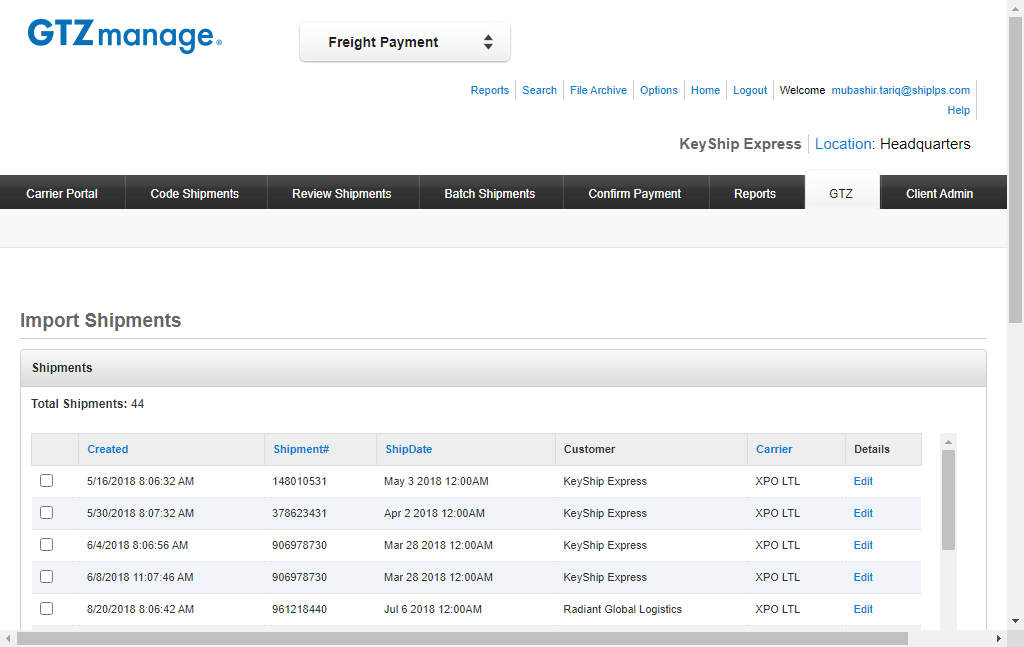 GTZmanage®
Freight Payment
Reports Search File Archive Options Home Logout Welcome mubashir.tariq@shiplps.com
Help
KeyShip Express Location: Headquarters
Carrier Portal Code Shipments Review Shipments Batch Shipments Confirm Payment Reports GTZ Client Admin
Import Shipments
Shipments
Total Shipments: 44
Created Shipment# ShipDate Customer Carrier Details
5/16/2018 8:06:32 AM 148010531 May 3 2018 12:00AM KeyShip Express XPO LTL Edit
5/30/2018 8:07:32 AM 378623431 Apr 2 2018 12:00AM KeyShip Express XPO LTL Edit
6/4/2018 8:06:56 AM 906978730 Mar 28 2018 12:00AM KeyShip Express XPO LTL Edit
6/8/2018 11:07:46 AM 906978730 Mar 28 2018 12:00AM KeyShip Express XPO LTL Edit
8/20/2018 8:06:42 AM 961218440 Jul 6 2018 12:00AM Radiant Global Logistics XPO LTL Edit